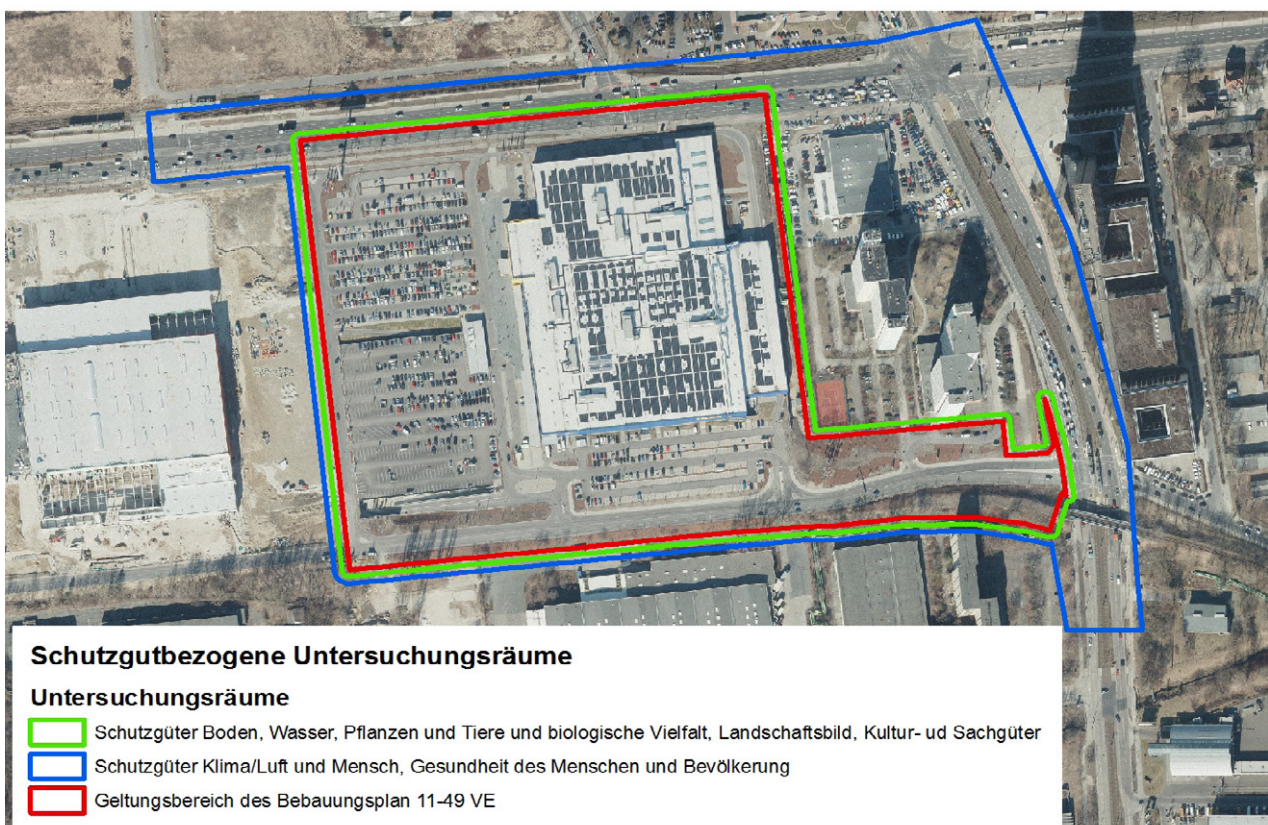 Schutzgutbezogene Untersuchungsräume
Untersuchungsräume
Schutzgüter Boden, Wasser, Pflanzen und Tiere und biologische Vielfalt, Landschaftsbild, Kultur- ud Sachgüter
Schutzgüter Klima/Luft und Mensch, Gesundheit des Menschen und Bevölkerung
Geltungsbereich des Bebauungsplan 11-49 VE